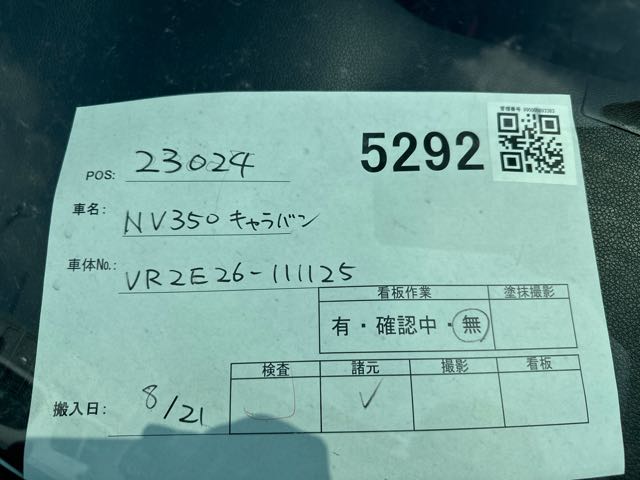 5292
POS: 23024
車名: NV350 キャラバン
車体No.: VR2E26-111125
看板作業 塗抹撮影
有・確認中・無
検査 諸元 撮影 看板
✓
搬入日: 8/21